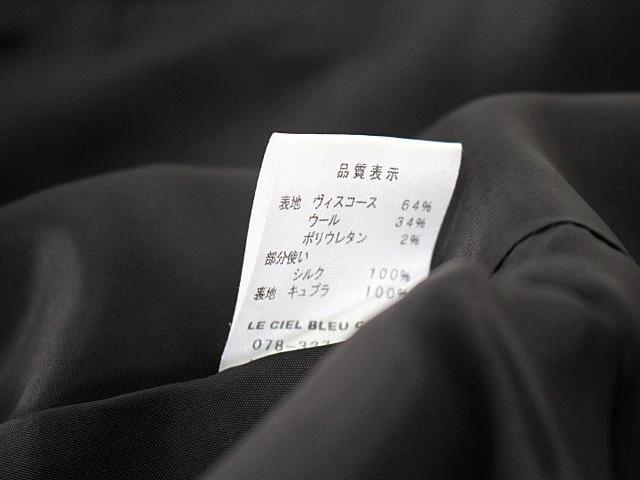 品質表示
表地 ヴィスコース 64%
ウール 34%
ポリウレタン 2%
部分使い
シルク 100%
裏地 キュプラ 100%
LE CIEL BLEU
078-337